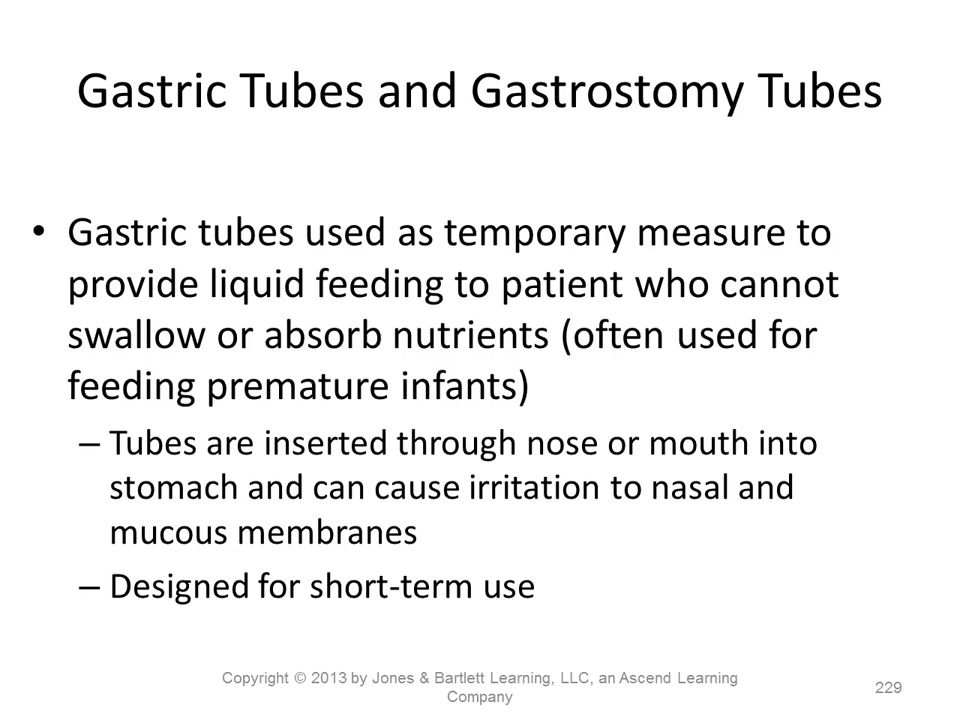 Gastric Tubes and Gastrostomy Tubes
• Gastric tubes used as temporary measure to
provide liquid feeding to patient who cannot
swallow or absorb nutrients (often used for
feeding premature infants)
– Tubes are inserted through nose or mouth into
stomach and can cause irritation to nasal and
mucous membranes
– Designed for short-term use
Copyright © 2013 by Jones & Bartlett Learning, LLC, an Ascend Learning
Company
229